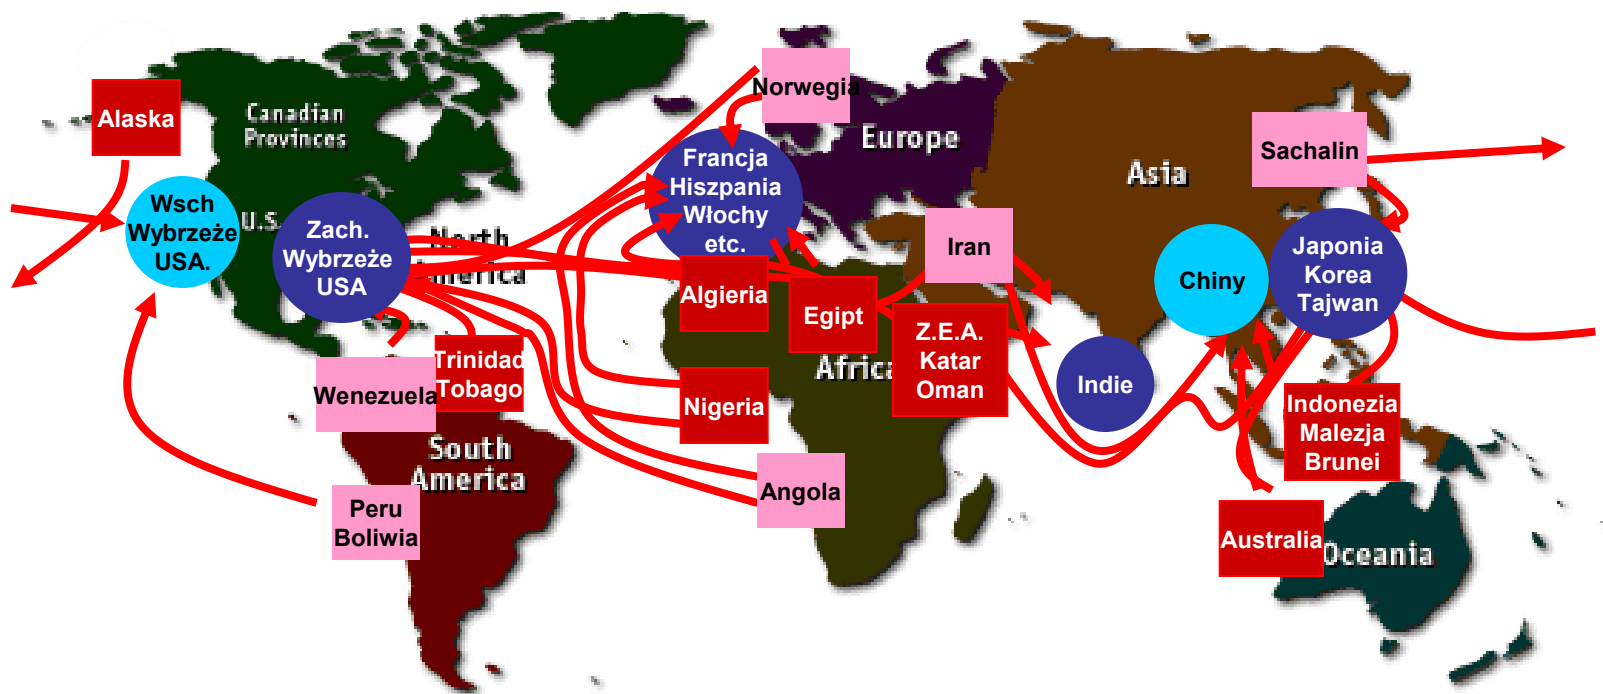 Alaska
Canadian
Provinces
Wsch
Wybrzeże
USA.
U.S.
Zach.
Wybrzeże
USA
North
America
Wenezuela
Trinidad
Tobago
South
America
Peru
Boliwia
Norwegia
Francja
Hiszpania
Włochy
etc.
Europe
Algieria
Egipt
Africa
Nigeria
Angola
Iran
Z.E.A.
Katar
Oman
Asia
Indie
Chiny
Sachalin
Japonia
Korea
Tajwan
Indonezia
Malezja
Brunei
Australia
Oceania